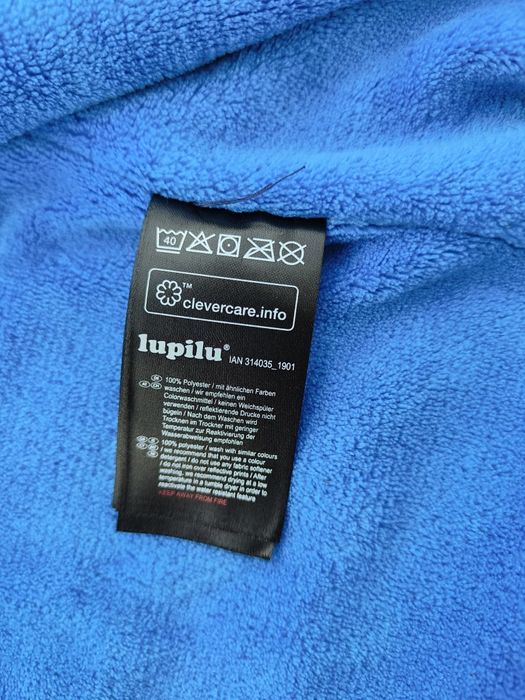 40
™
clevercare.info
lupilu® IAN 314035_1901
DE 100% Polyester / mit ähnlichen Farben
AT CH waschen / wir empfehlen ein
Colorwaschmittel / keinen Weichspüler
verwenden / reflektierende Drucke nicht
bügeln / Nach dem Waschen wird
Trocknen im Trockner mit geringer
Temperatur zur Reaktivierung der
Wasserabweisung empfohlen
100% polyester / wash with similar colours
/ we recommend that you use a colour
detergent / do not use any fabric softener
/ do not iron over reflective prints / After
washing, we recommend drying at a low
temperature in a tumble dryer in order to
reactivate the water resistant feature
KEEP AWAY FROM FIRE